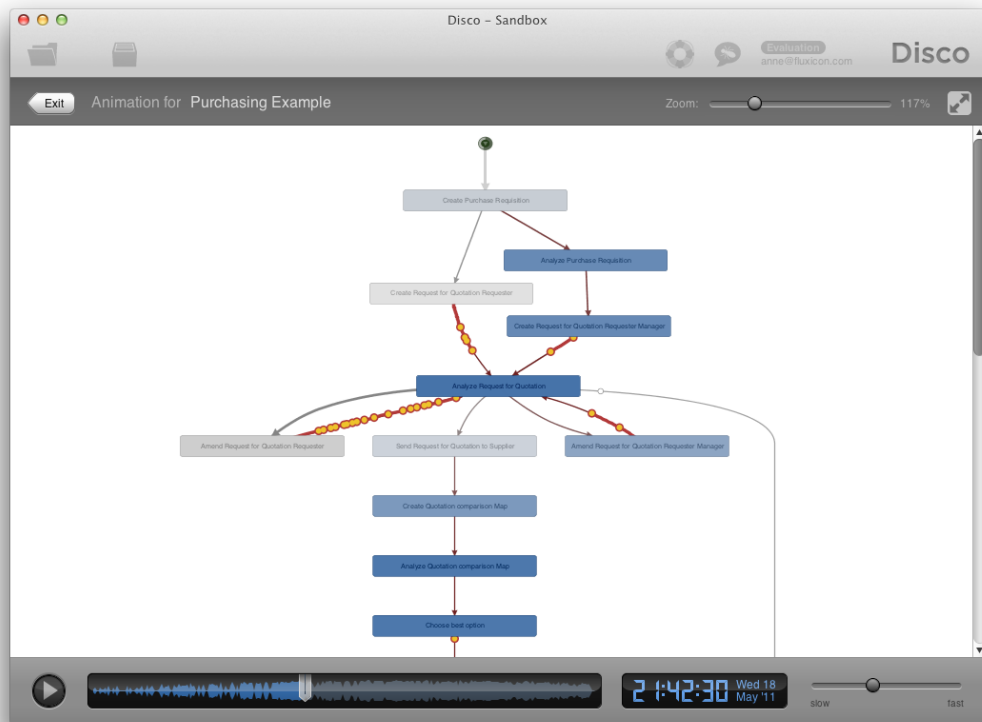 Disco – Sandbox
Evaluation
anne@fluxicon.com
Disco
Exit
Animation for Purchasing Example
Zoom:
117%
Create Purchase Requisition
Analyze Purchase Requisition
Create Request for Quotation Requester
Create Request for Quotation Requester Manager
Analyze Request for Quotation
Amend Request for Quotation Requester
Send Request for Quotation to Supplier
Amend Request for Quotation Requester Manager
Create Quotation comparison Map
Analyze Quotation comparison Map
Choose best option
21:42:30
Wed 18
May '11
slow
fast